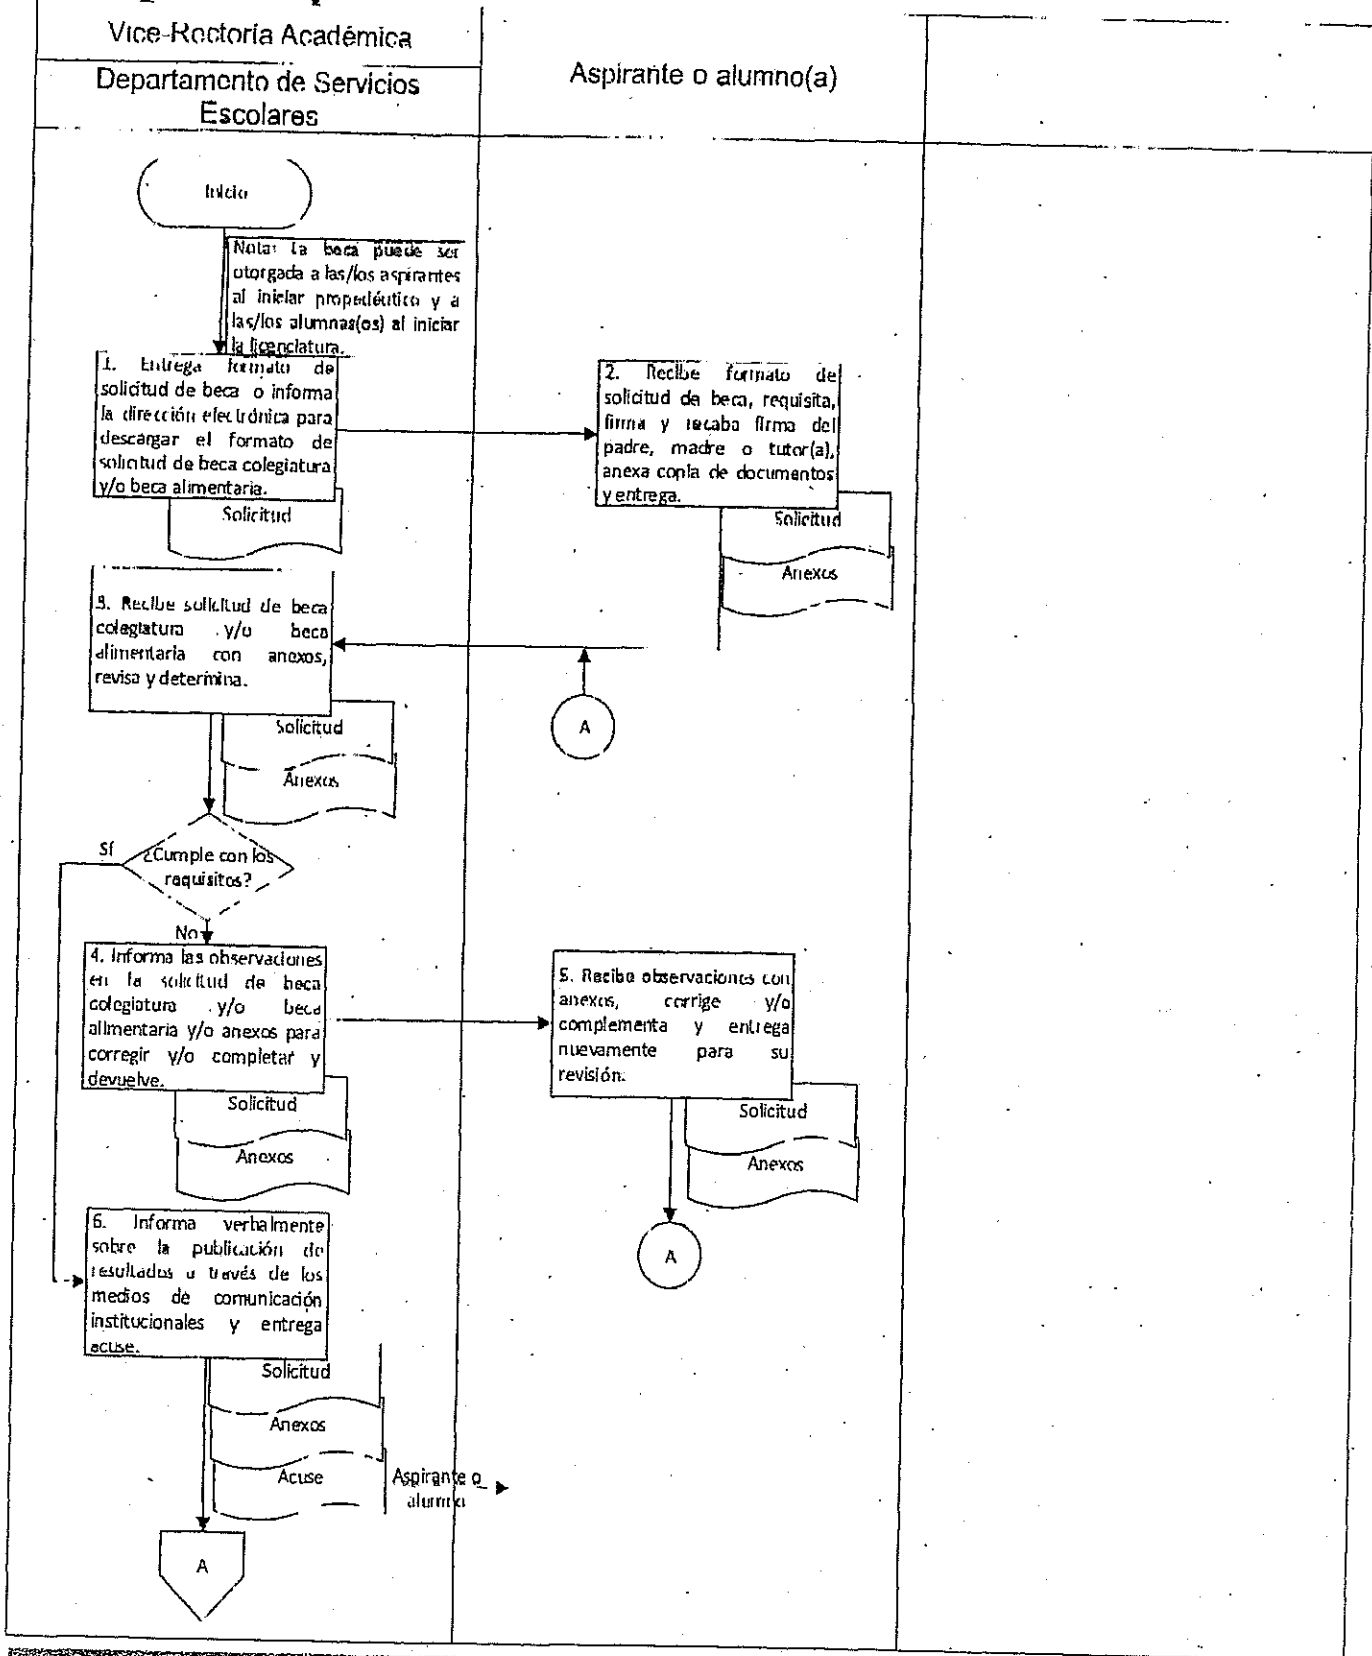 Vice-Rectoría Académica
Departamento de Servicios
Escolares
Aspirante o alumno(a)
Inicio
Nota: La beca puede ser
otorgada a las/los aspirantes
al iniciar propedéutico y a
las/los alumnas(os) al iniciar
la licenciatura.
1. Entrega formato de
solicitud de beca o informa
la dirección electrónica para
descargar el formato de
solicitud de beca colegiatura
y/o beca alimentaria.
Solicitud
2. Recibe formato de
solicitud de beca, requisita,
firma y recaba firma del
padre, madre o tutor(a),
anexa copia de documentos
y entrega.
Solicitud
Anexos
3. Recibe solicitud de beca
colegiatura y/o beca
alimentaria con anexos,
revisa y determina.
Solicitud
Anexos
A
Sí
¿Cumple con los
requisitos?
No
4. Informa las observaciones
en la solicitud de beca
colegiatura y/o beca
alimentaria y/o anexos para
corregir y/o completar y
devuelve.
Solicitud
Anexos
5. Recibe observaciones con
anexos, corrige y/o
complementa y entrega
nuevamente para su
revisión.
Solicitud
Anexos
A
6. Informa verbalmente
sobre la publicación de
resultados a través de los
medios de comunicación
institucionales y entrega
acuse.
Solicitud
Anexos
Acuse
Aspirante o
alumno
A